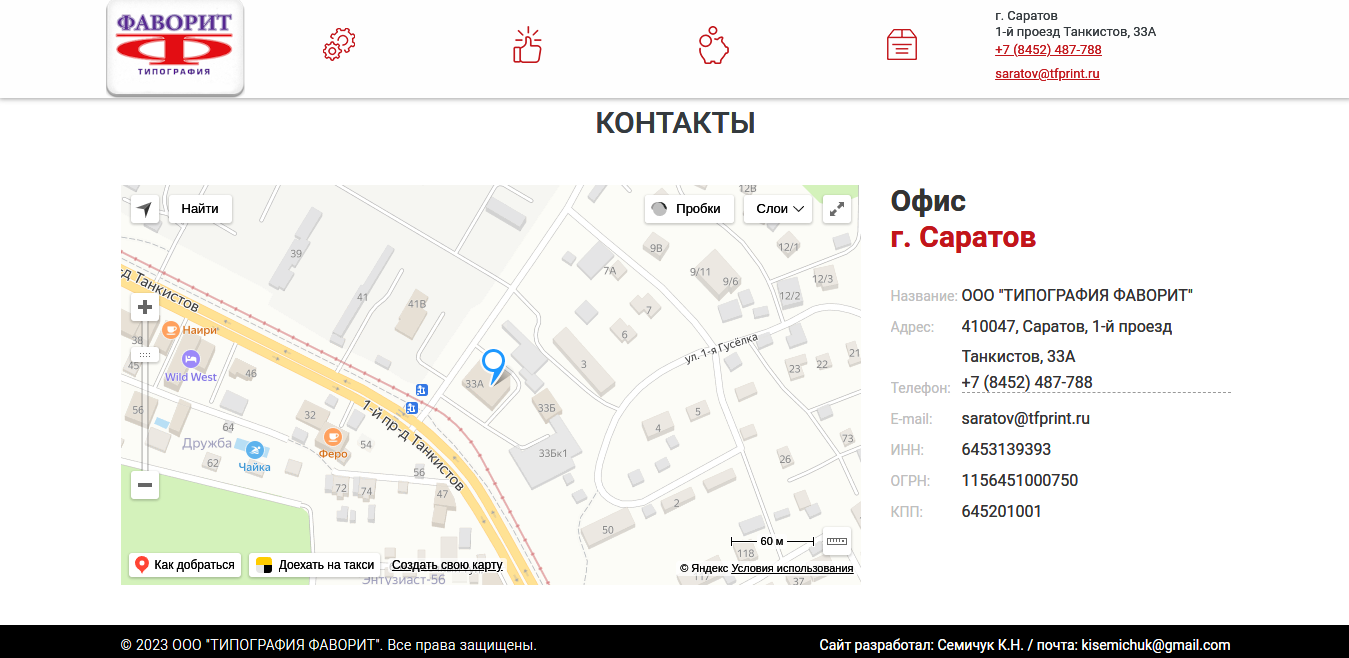 ФАВОРИТ
Ф
ТИПОГРАФИЯ
г. Саратов
1-й проезд Танкистов, 33А
+7 (8452) 487-788
saratov@tfprint.ru
КОНТАКТЫ
Найти
Пробки
Слои
12В
9В
12/1
39
7А
9/11
9/6
12/3
12/2
-д Танкистов
41
41В
7
6
ул. 1-я Гусёлка
38
Наири
45
Wild West
46
33А
3
23
22
21
56
32
33Б
5
4
64
Дружба
Феро
54
33Бк1
73
62
Чайка
56
26
1-й пр-д Танкистов
72
74
47
2
50
60 м
118
Как добраться
Доехать на такси
Создать свою карту
© Яндекс Условия использования
Энтузиаст-56
117
37
Офис
г. Саратов
Название: ООО "ТИПОГРАФИЯ ФАВОРИТ"
Адрес: 410047, Саратов, 1-й проезд
Танкистов, 33А
Телефон: +7 (8452) 487-788
E-mail: saratov@tfprint.ru
ИНН: 6453139393
ОГРН: 1156451000750
КПП: 645201001
© 2023 ООО "ТИПОГРАФИЯ ФАВОРИТ". Все права защищены.
Сайт разработал: Семичук К.Н. / почта: kisemichuk@gmail.com